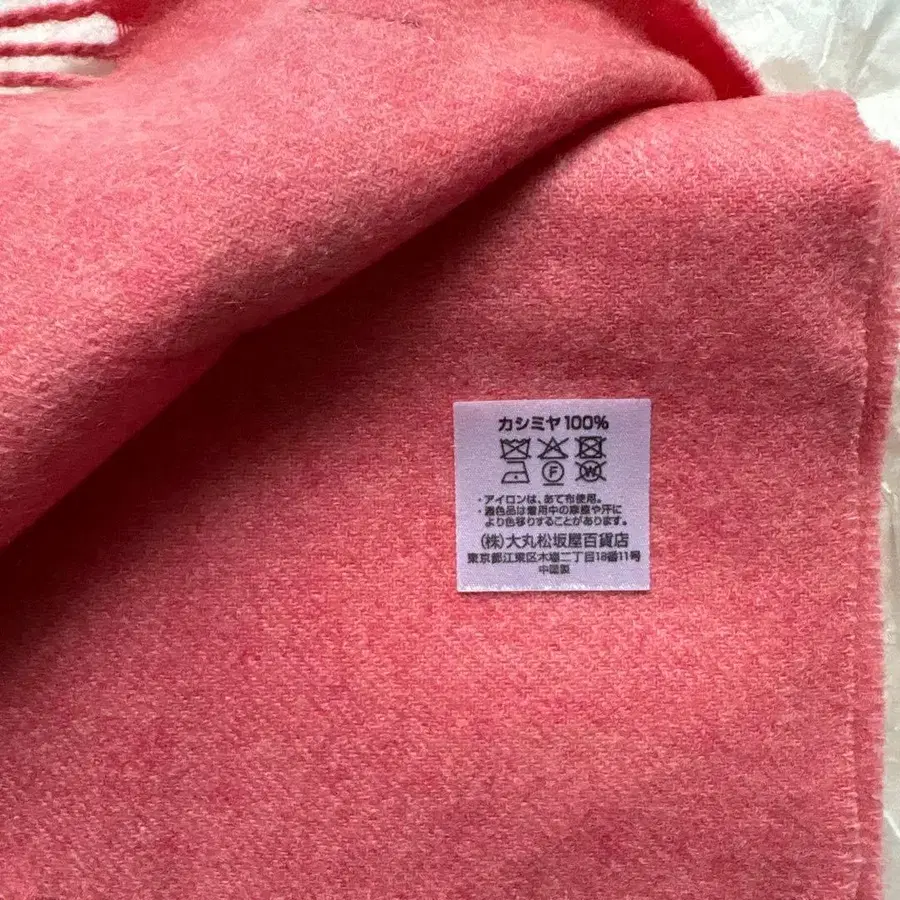 カシミヤ100%
F W
・アイロンは、あて布使用。
・濃色品は着用中の摩擦や汗に
より色移りすることがあります。
(株)大丸松坂屋百貨店
東京都江東区木場二丁目18番11号
中国製